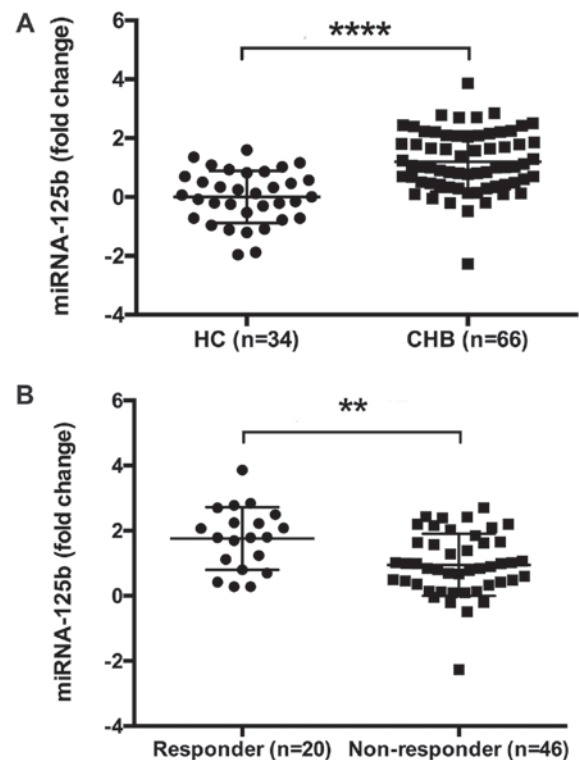 A
miRNA-125b (fold change)
6
4
2
0
-2
-4
****
HC (n=34)
CHB (n=66)
B
miRNA-125b (fold change)
6
4
2
0
-2
-4
**
Responder (n=20)
Non-responder (n=46)